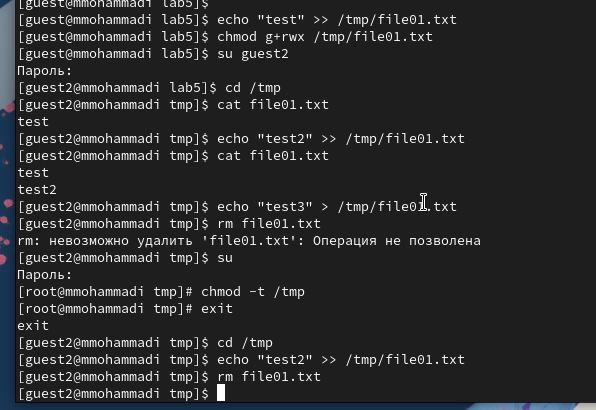 [guest@mmohammadi lab5]$
[guest@mmohammadi lab5]$ echo "test" >> /tmp/file01.txt
[guest@mmohammadi lab5]$ chmod g+rwx /tmp/file01.txt
[guest@mmohammadi lab5]$ su guest2
Пароль:
[guest2@mmohammadi lab5]$ cd /tmp
[guest2@mmohammadi tmp]$ cat file01.txt
test
[guest2@mmohammadi tmp]$ echo "test2" >> /tmp/file01.txt
[guest2@mmohammadi tmp]$ cat file01.txt
test
test2
[guest2@mmohammadi tmp]$ echo "test3" > /tmp/file01.txt
[guest2@mmohammadi tmp]$ rm file01.txt
rm: невозможно удалить 'file01.txt': Операция не позволена
[guest2@mmohammadi tmp]$ su
Пароль:
[root@mmohammadi tmp]# chmod -t /tmp
[root@mmohammadi tmp]# exit
exit
[guest2@mmohammadi tmp]$ cd /tmp
[guest2@mmohammadi tmp]$ echo "test2" >> /tmp/file01.txt
[guest2@mmohammadi tmp]$ rm file01.txt
[guest2@mmohammadi tmp]$